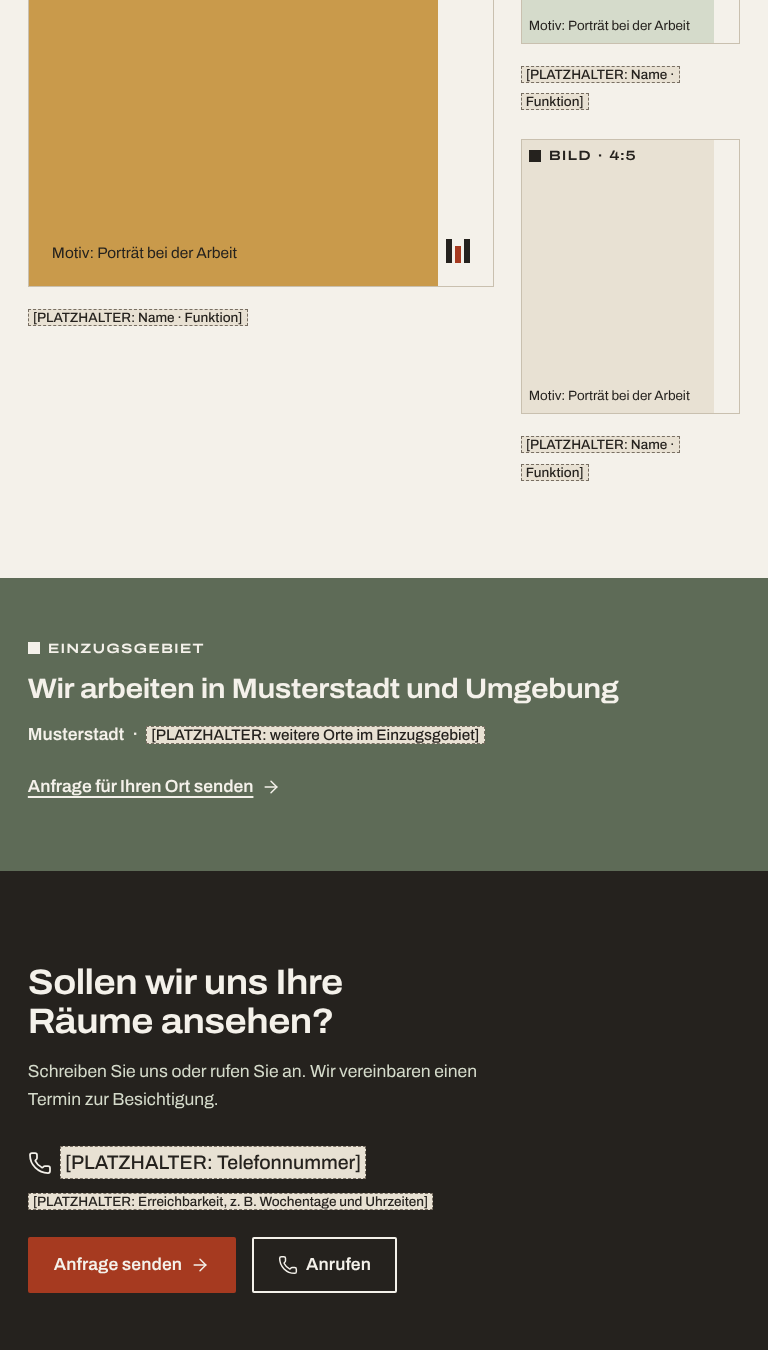 Motiv: Porträt bei der Arbeit
[PLATZHALTER: Name · Funktion]
Motiv: Porträt bei der Arbeit
[PLATZHALTER: Name ·
Funktion]
BILD · 4:5
Motiv: Porträt bei der Arbeit
[PLATZHALTER: Name ·
Funktion]
EINZUGSGEBIET
Wir arbeiten in Musterstadt und Umgebung
Musterstadt · [PLATZHALTER: weitere Orte im Einzugsgebiet]
Anfrage für Ihren Ort senden
Sollen wir uns Ihre
Räume ansehen?
Schreiben Sie uns oder rufen Sie an. Wir vereinbaren einen
Termin zur Besichtigung.
[PLATZHALTER: Telefonnummer]
[PLATZHALTER: Erreichbarkeit, z. B. Wochentage und Uhrzeiten]
Anfrage senden
Anrufen